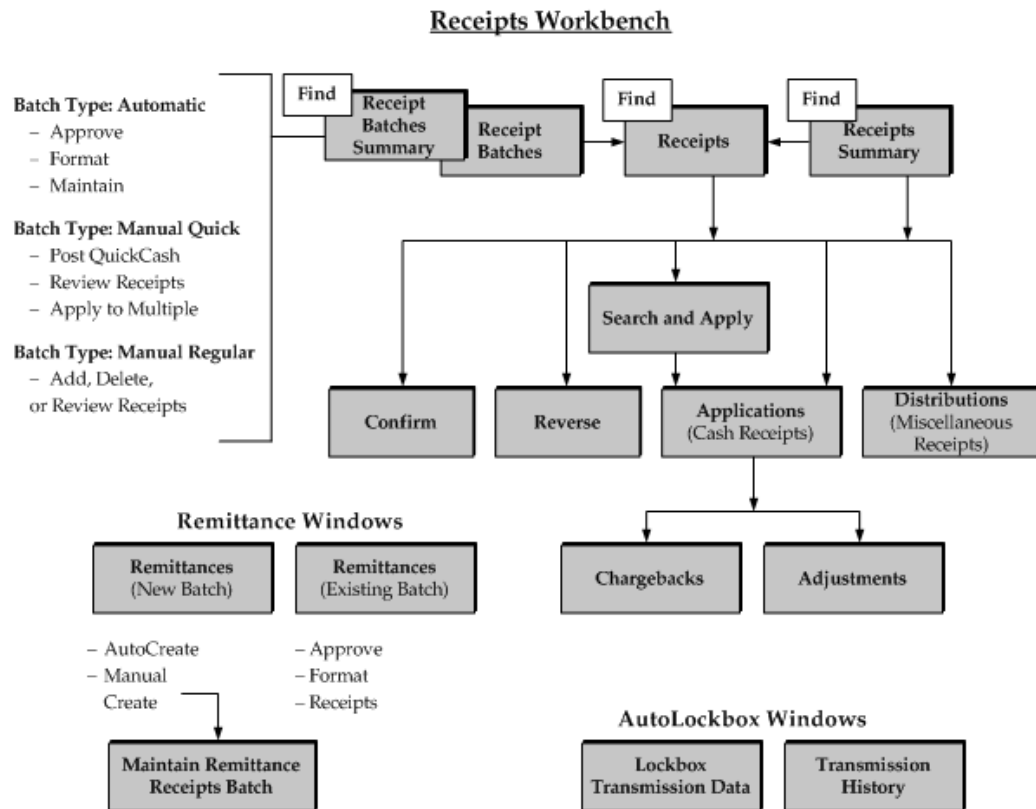 Receipts Workbench
Batch Type: Automatic
– Approve
– Format
– Maintain
Batch Type: Manual Quick
– Post QuickCash
– Review Receipts
– Apply to Multiple
Batch Type: Manual Regular
– Add, Delete,
or Review Receipts
Find
Receipt
Batches
Summary
Receipt
Batches
Find
Receipts
Find
Receipts
Summary
Search and Apply
Confirm
Reverse
Applications
(Cash Receipts)
Distributions
(Miscellaneous
Receipts)
Chargebacks
Adjustments
Remittance Windows
Remittances
(New Batch)
Remittances
(Existing Batch)
– AutoCreate
– Manual
Create
– Approve
– Format
– Receipts
Maintain Remittance
Receipts Batch
AutoLockbox Windows
Lockbox
Transmission Data
Transmission
History